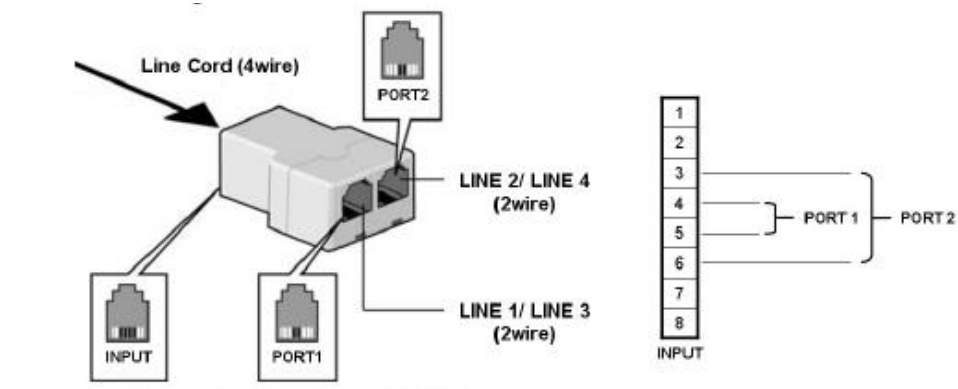 Line Cord (4wire)
PORT2
LINE 2/ LINE 4
(2wire)
INPUT
PORT1
LINE 1/ LINE 3
(2wire)
1
2
3
4
5
6
7
8
INPUT
PORT 1
PORT 2